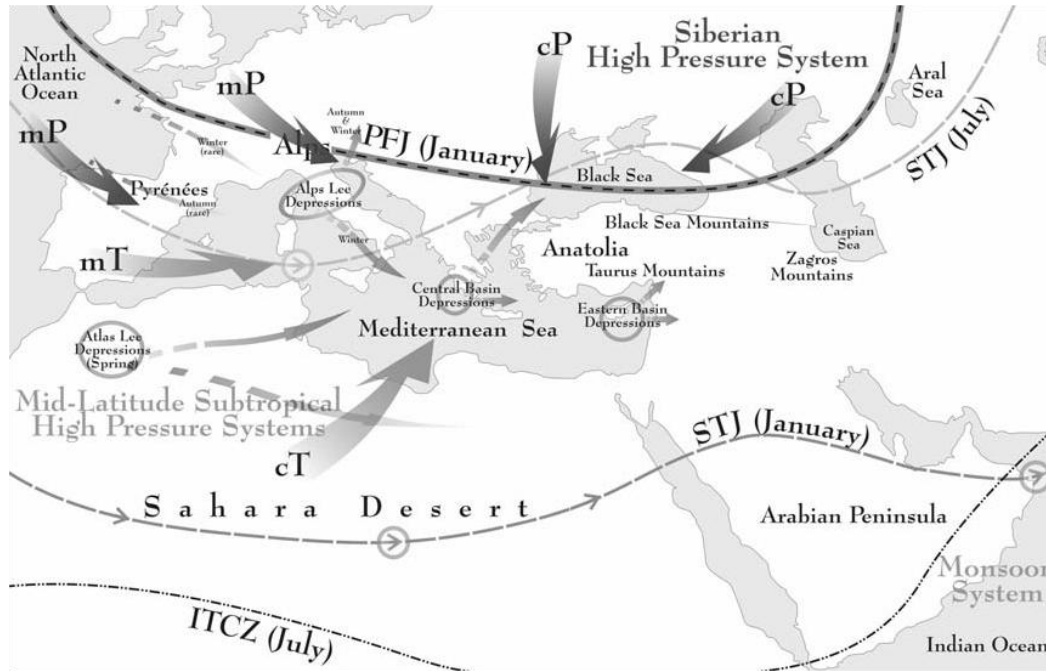 North
Atlantic
Ocean
mP
mP
cP
Siberian
High Pressure System
cP
Aral
Sea
STJ (July)
Autumn
&
Winter
Alps
PFJ (January)
Winter
(rare)
Pyrénées
Autumn
(rare)
Alps Lee
Depressions
Black Sea
Black Sea Mountains
Caspian
Sea
Winter
mT
Anatolia
Taurus Mountains
Zagros
Mountains
Central Basin
Depressions
Eastern Basin
Depressions
Mediterranean Sea
Atlas Lee
Depressions
(Spring)
Mid-Latitude Subtropical
High Pressure Systems
cT
STJ (January)
Sahara Desert
Arabian Peninsula
Monsoon
System
ITCZ (July)
Indian Ocean